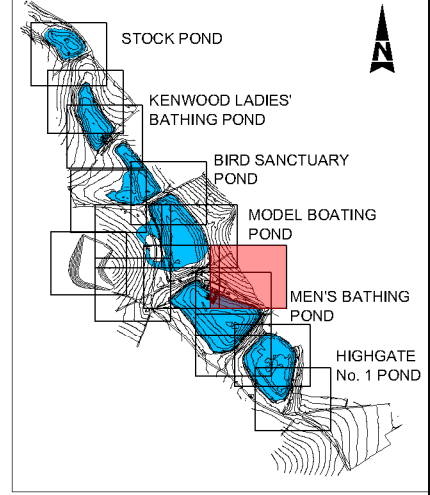 STOCK POND
N
KENWOOD LADIES'
BATHING POND
BIRD SANCTUARY
POND
MODEL BOATING
POND
MEN'S BATHING
POND
HIGHGATE
No. 1 POND